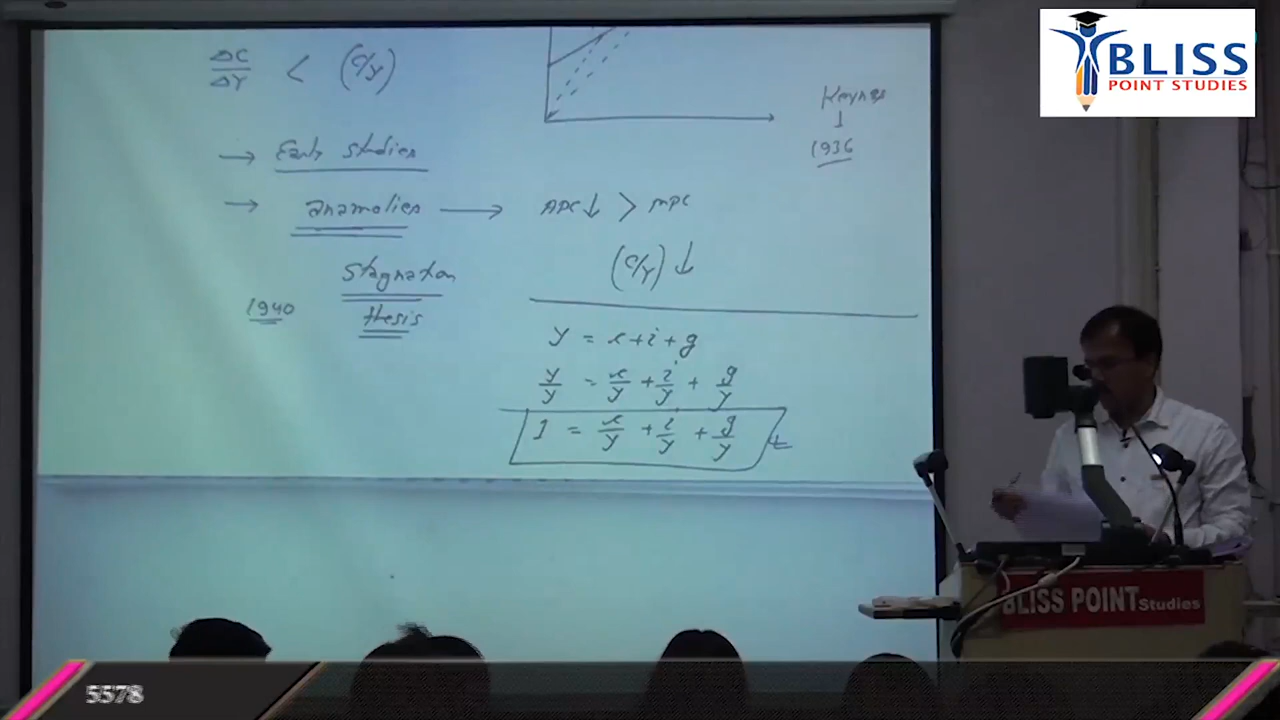 BLISS
POINT STUDIES
ΔC/ΔY < (C/y)
Keynes
↓
1936
→ Early studies
→ anamolies → APC↓ > MPC
(C/y)↓
Stagnation
1940 thesis
y = c+i+g
y/y = c/y + i/y + g/y
1 = c/y + i/y + g/y
BLISS POINT Studies
5578